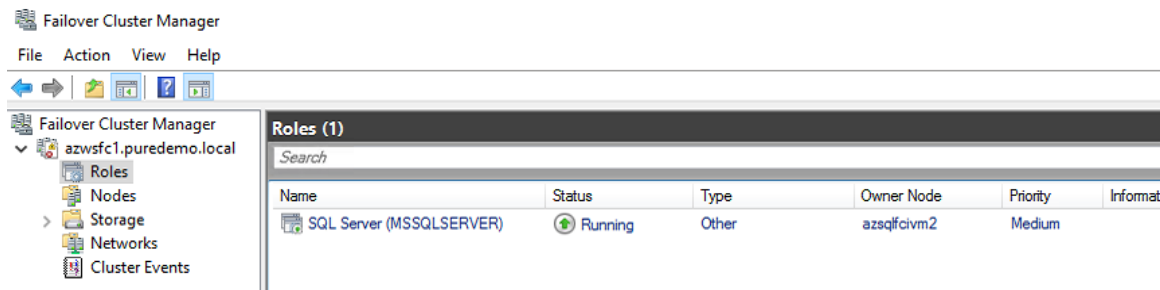 Failover Cluster Manager
File Action View Help
Failover Cluster Manager
azwsfc1.puredemo.local
Roles
Nodes
Storage
Networks
Cluster Events
Roles (1)
Search
Name Status Type Owner Node Priority Informat
SQL Server (MSSQLSERVER) Running Other azsqlfcivm2 Medium